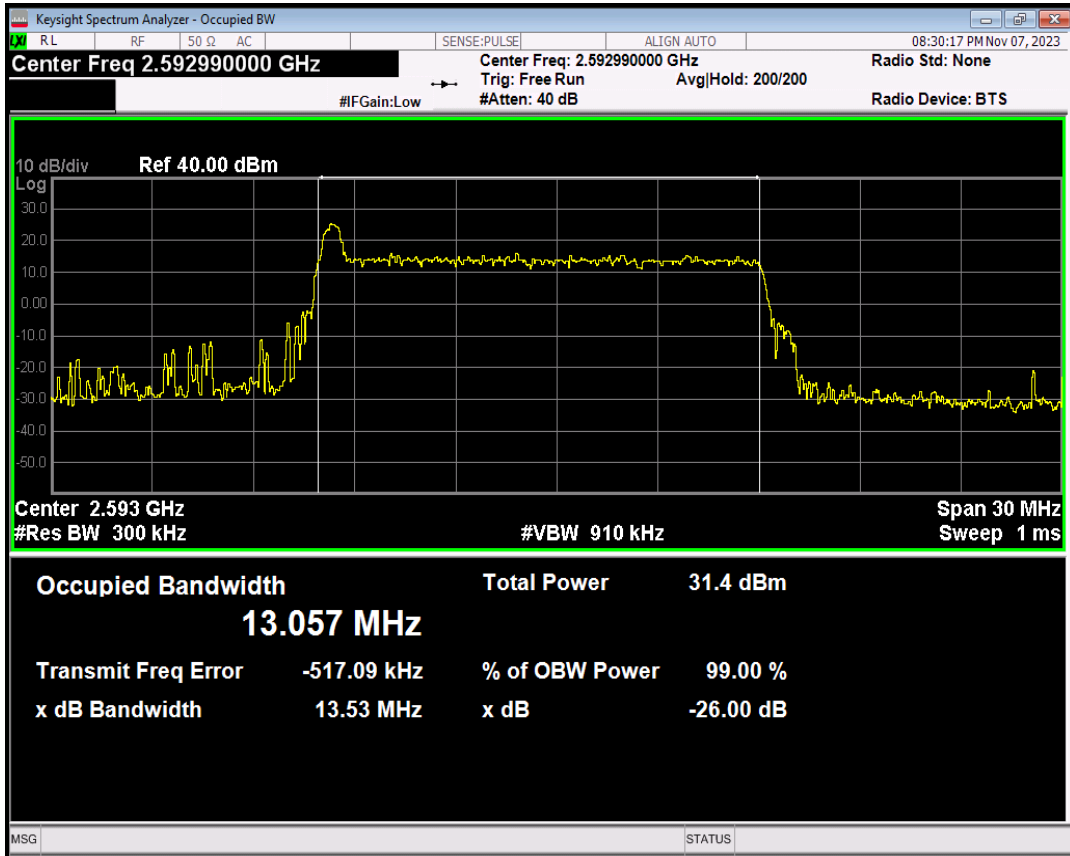 Keysight Spectrum Analyzer - Occupied BW
LXI RL RF 50 Ω AC SENSE:PULSE ALIGN AUTO 08:30:17 PM Nov 07, 2023
Center Freq 2.592990000 GHz
Center Freq: 2.592990000 GHz Radio Std: None
Trig: Free Run Avg|Hold: 200/200
#IFGain:Low #Atten: 40 dB Radio Device: BTS
10 dB/div Ref 40.00 dBm
Log
30.0
20.0
10.0
0.00
-10.0
-20.0
-30.0
-40.0
-50.0
Center 2.593 GHz Span 30 MHz
#Res BW 300 kHz #VBW 910 kHz Sweep 1 ms
Occupied Bandwidth Total Power 31.4 dBm
13.057 MHz
Transmit Freq Error -517.09 kHz % of OBW Power 99.00 %
x dB Bandwidth 13.53 MHz x dB -26.00 dB
MSG STATUS